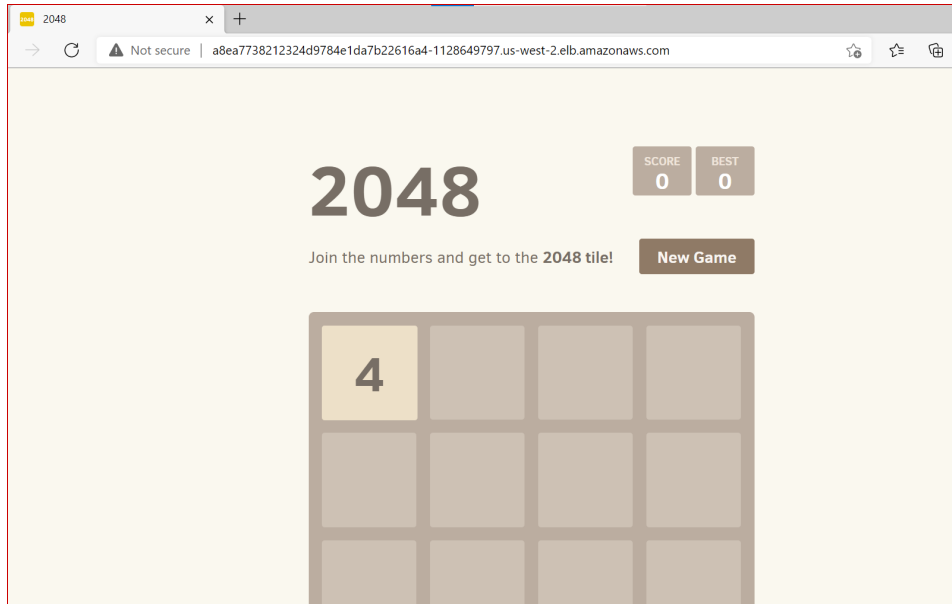 2048
2048
Not secure
a8ea7738212324d9784e1da7b22616a4-1128649797.us-west-2.elb.amazonaws.com
2048
SCORE
0
BEST
0
Join the numbers and get to the 2048 tile!
New Game
4